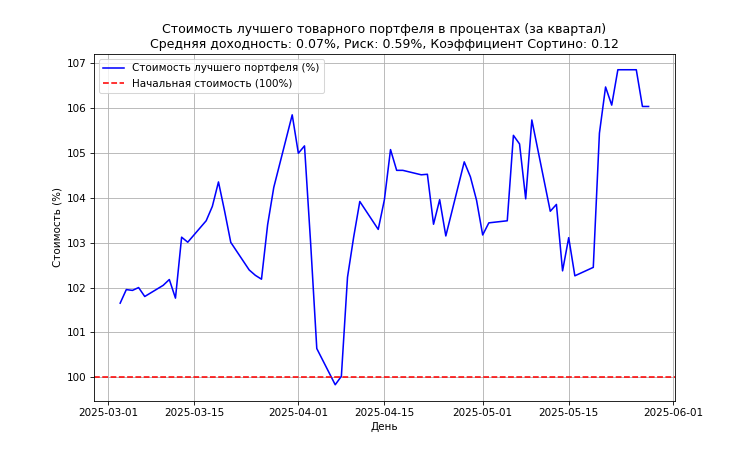 Стоимость лучшего товарного портфеля в процентах (за квартал)
Средняя доходность: 0.07%, Риск: 0.59%, Коэффициент Сортино: 0.12
Стоимость лучшего портфеля (%)
Начальная стоимость (100%)
Стоимость (%)
107
106
105
104
103
102
101
100
2025-03-01
2025-03-15
2025-04-01
2025-04-15
2025-05-01
2025-05-15
2025-06-01
День